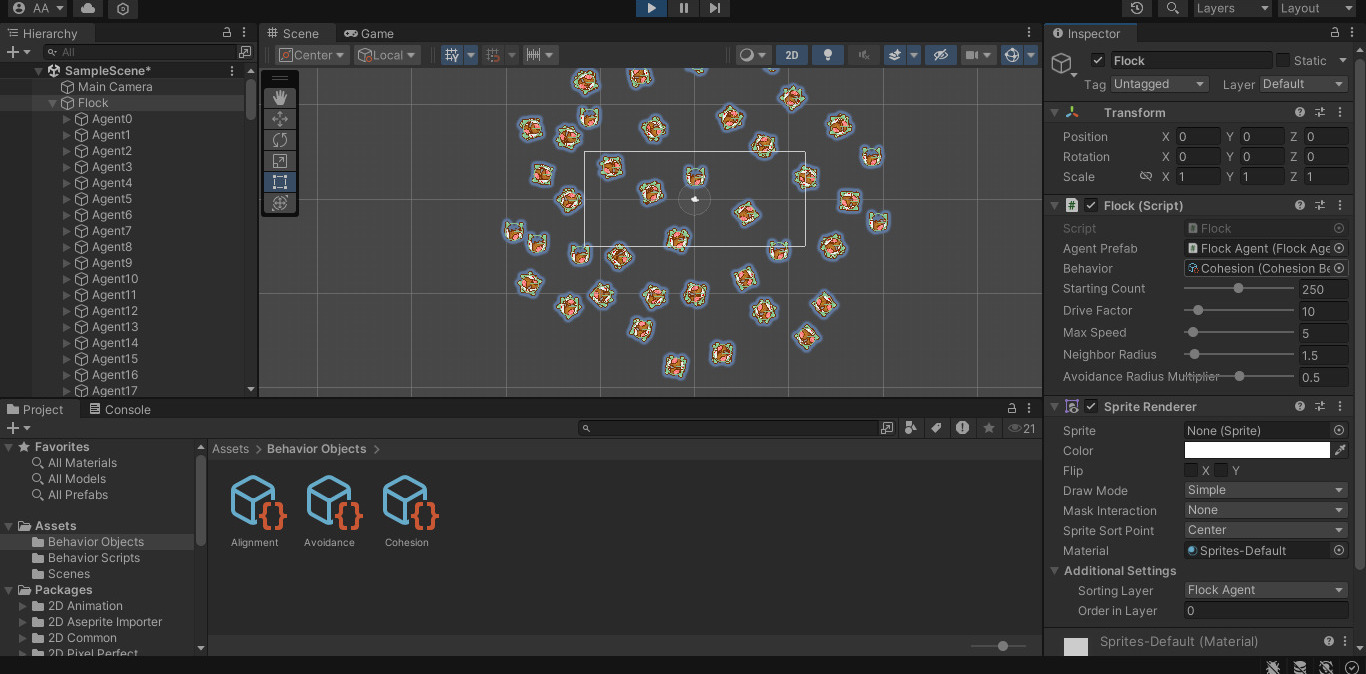 AA
Layers
Layout
Hierarchy
Scene
Game
Inspector
All
Center
Local
2D
Flock
Static
Tag
Untagged
Layer
Default
SampleScene*
Main Camera
Flock
Agent0
Agent1
Agent2
Agent3
Agent4
Agent5
Agent6
Agent7
Agent8
Agent9
Agent10
Agent11
Agent12
Agent13
Agent14
Agent15
Agent16
Agent17
Transform
Position X 0 Y 0 Z 0
Rotation X 0 Y 0 Z 0
Scale X 1 Y 1 Z 1
Flock (Script)
Script Flock
Agent Prefab Flock Agent (Flock Age
Behavior Cohesion (Cohesion Be
Starting Count 250
Drive Factor 10
Max Speed 5
Neighbor Radius 1.5
Avoidance Radius Multiplier 0.5
Sprite Renderer
Sprite None (Sprite)
Color
Flip X Y
Draw Mode Simple
Mask Interaction None
Sprite Sort Point Center
Material Sprites-Default
Additional Settings
Sorting Layer Flock Agent
Order in Layer 0
Sprites-Default (Material)
Project
Console
21
Favorites
All Materials
All Models
All Prefabs
Assets
Behavior Objects
Behavior Scripts
Scenes
Packages
2D Animation
2D Aseprite Importer
2D Common
2D Pixel Perfect
Assets > Behavior Objects >
Alignment
Avoidance
Cohesion